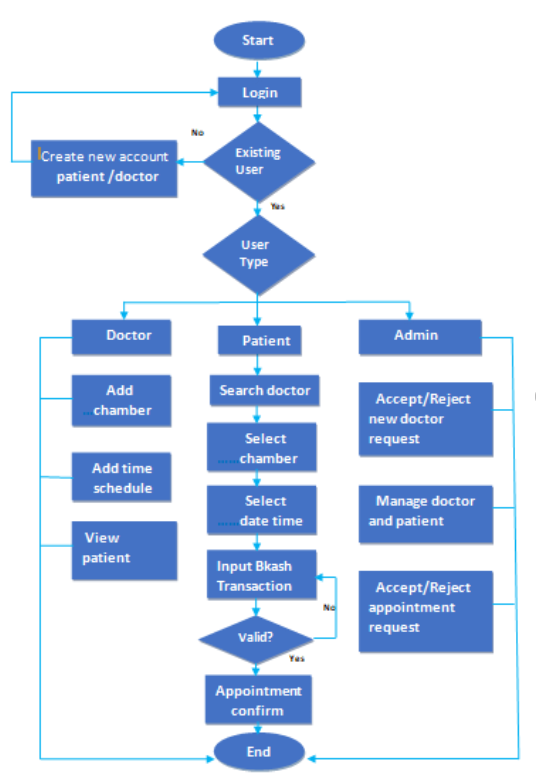 Start
Login
No
Create new account
patient /doctor
Existing
User
Yes
User
Type
Doctor
Patient
Admin
Add
...chamber
Search doctor
Accept/Reject
new doctor
request
Select
......chamber
Add time
schedule
Select
......date time
Manage doctor
and patient
View
patient
Input Bkash
Transaction
Accept/Reject
appointment
request
No
Valid?
Yes
Appointment
confirm
End